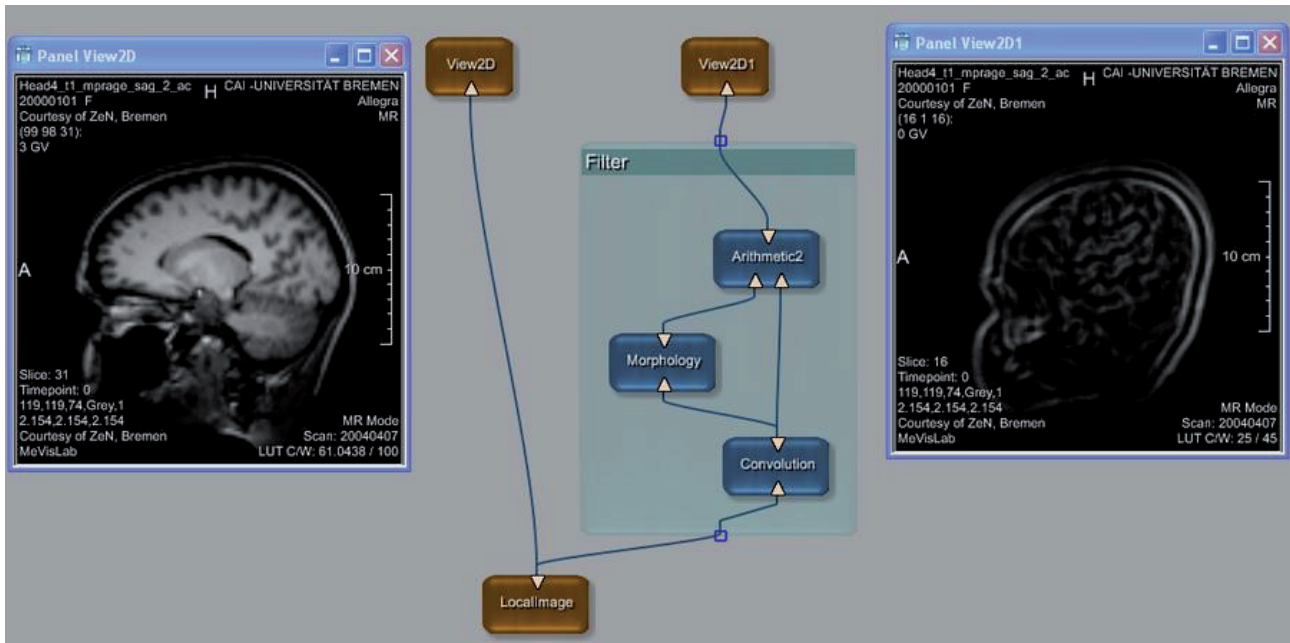 Panel View2D
Head4_t1_mprage_sag_2_ac
20000101 F
Courtesy of ZeN, Bremen
(99 98 31):
3 GV
H
CAI -UNIVERSITÄT BREMEN
Allegra
MR
A
10 cm
Slice: 31
Timepoint: 0
119,119,74,Grey,1
2.154,2.154,2.154
Courtesy of ZeN, Bremen
MeVisLab
MR Mode
Scan: 20040407
LUT C/W: 61.0438 / 100
View2D
View2D1
Filter
Arithmetic2
Morphology
Convolution
LocalImage
Panel View2D1
Head4_t1_mprage_sag_2_ac
20000101 F
Courtesy of ZeN, Bremen
(16 1 16):
0 GV
H
CAI -UNIVERSITÄT BREMEN
Allegra
MR
A
10 cm
Slice: 16
Timepoint: 0
119,119,74,Grey,1
2.154,2.154,2.154
Courtesy of ZeN, Bremen
MeVisLab
MR Mode
Scan: 20040407
LUT C/W: 25 / 45